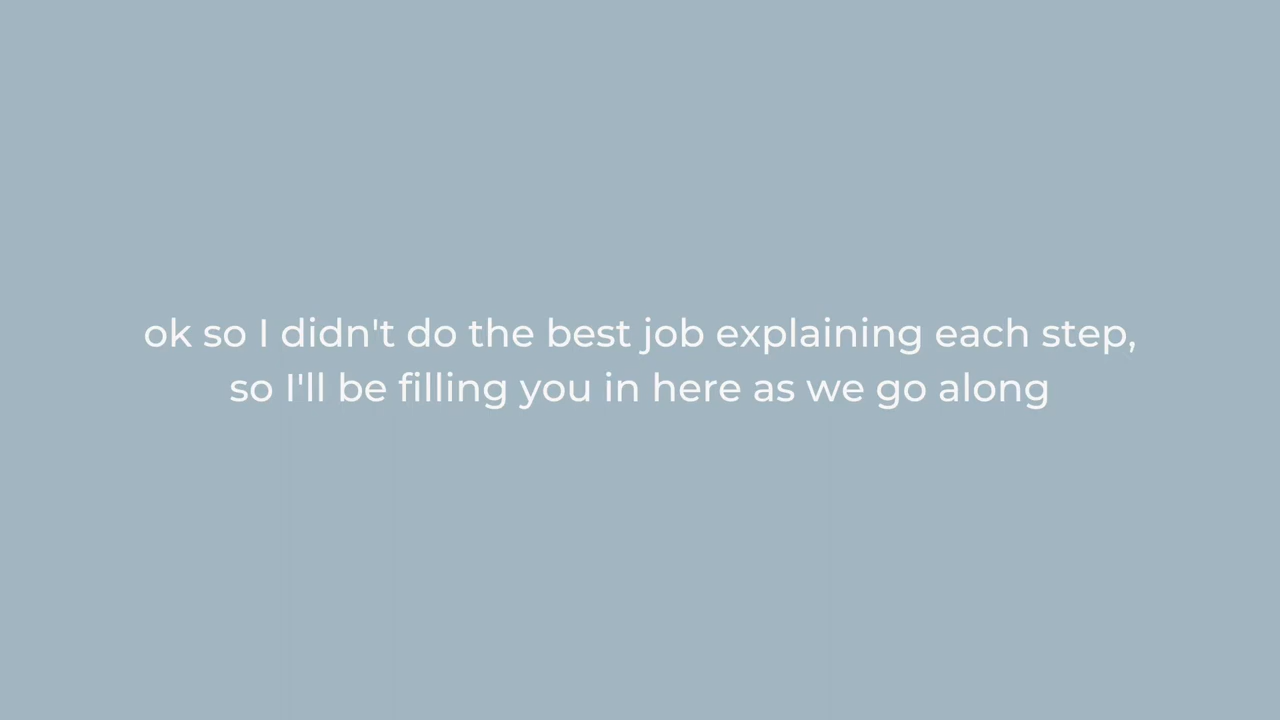 ok so I didn't do the best job explaining each step,
so I'll be filling you in here as we go along